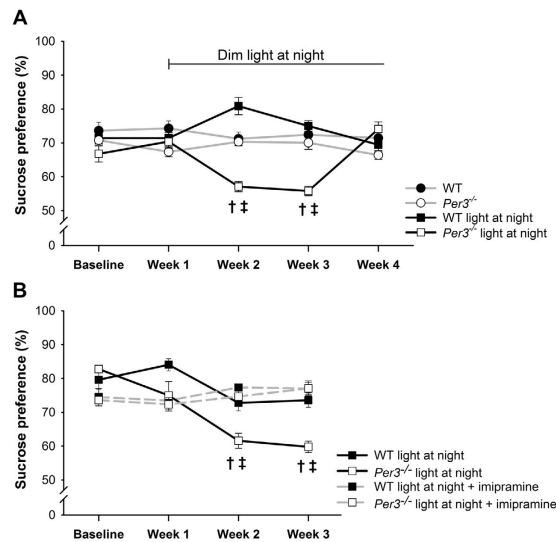 A
Dim light at night
Sucrose preference (%)
100
90
80
70
60
50
0
Baseline Week 1 Week 2 Week 3 Week 4
† ‡ † ‡
WT
Per3-/-
WT light at night
Per3-/- light at night
B
Sucrose preference (%)
100
90
80
70
60
50
0
Baseline Week 1 Week 2 Week 3
† ‡ † ‡
WT light at night
Per3-/- light at night
WT light at night + imipramine
Per3-/- light at night + imipramine